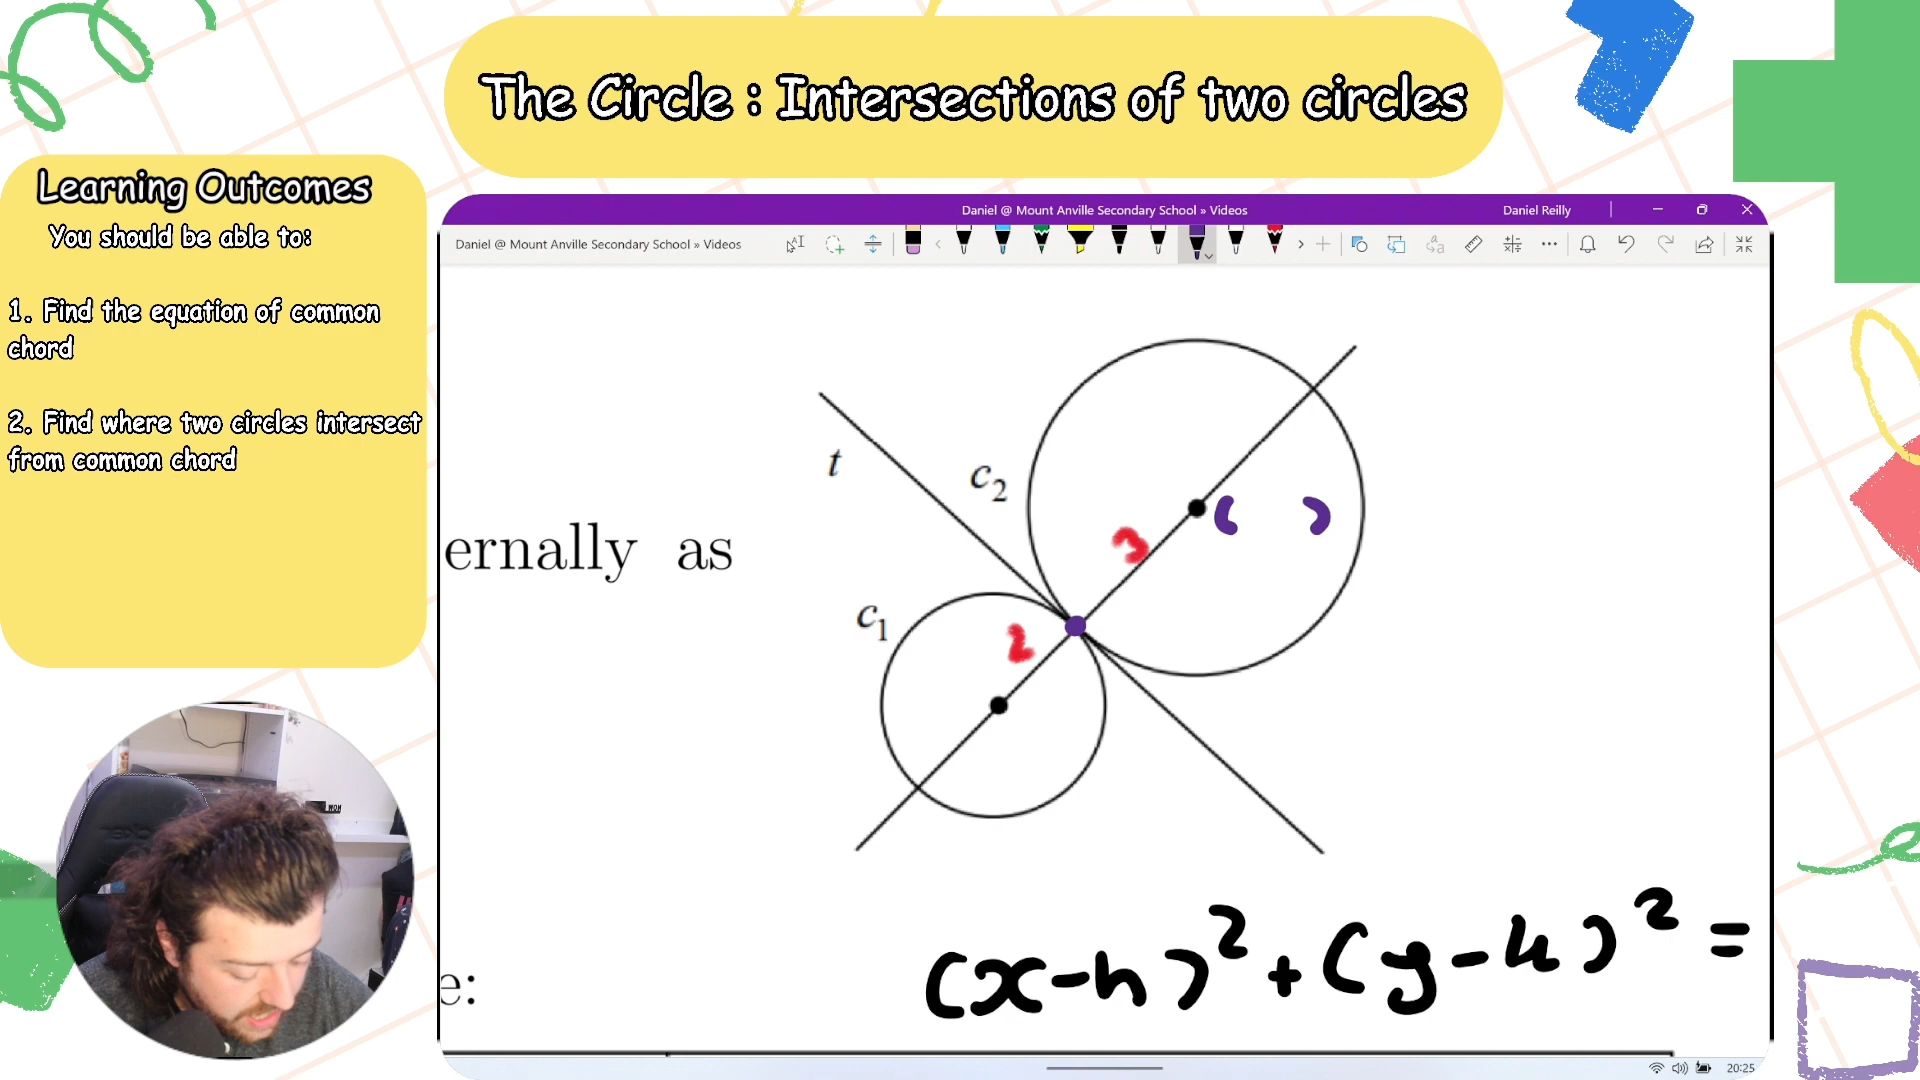 The Circle : Intersections of two circles
Learning Outcomes
You should be able to:
1. Find the equation of common
chord
2. Find where two circles intersect
from common chord
Daniel @ Mount Anville Secondary School » Videos
Daniel Reilly
Daniel @ Mount Anville Secondary School » Videos
t
c₂
( )
3
ernally as
c₁
2
(x-h)²+(y-k)²=
e:
20:25